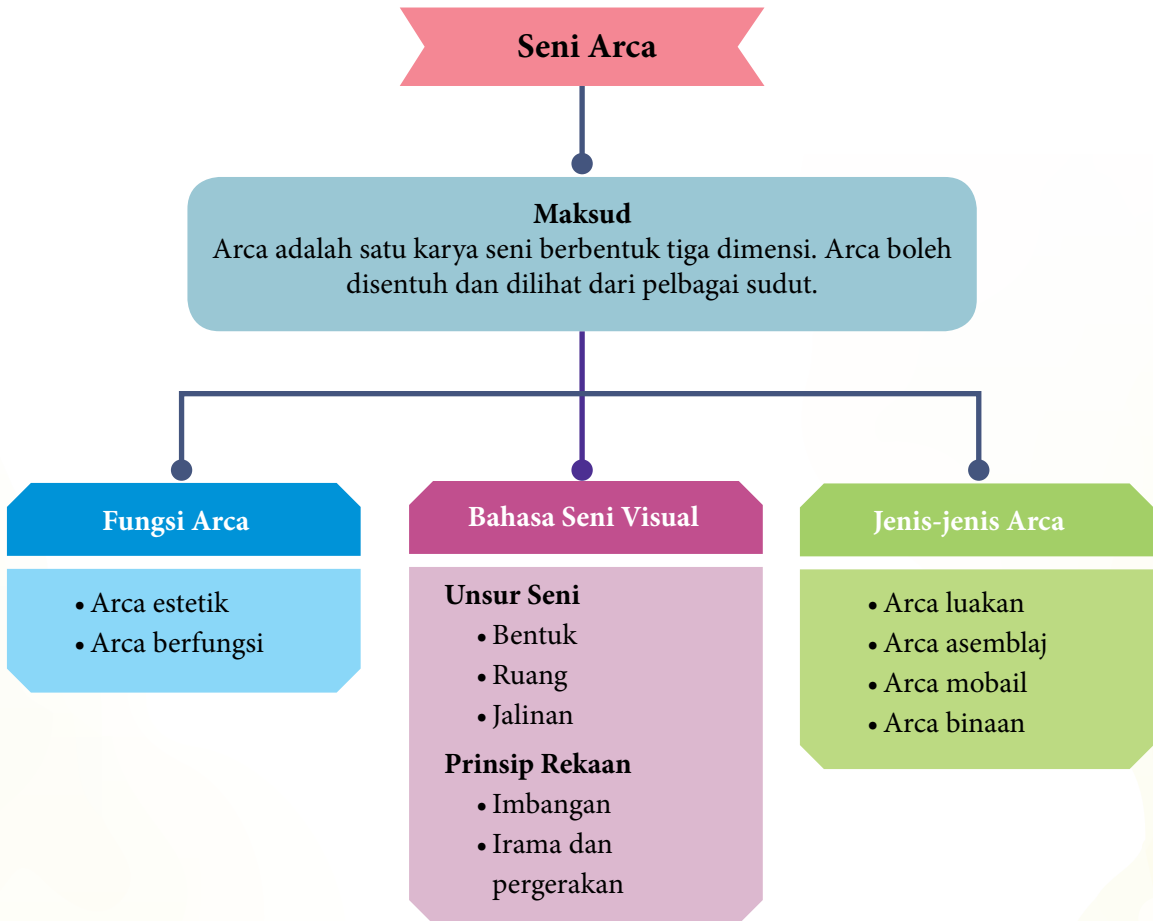 Seni Arca
Maksud
Arca adalah satu karya seni berbentuk tiga dimensi. Arca boleh
disentuh dan dilihat dari pelbagai sudut.
Fungsi Arca
• Arca estetik
• Arca berfungsi
Bahasa Seni Visual
Unsur Seni
• Bentuk
• Ruang
• Jalinan
Prinsip Rekaan
• Imbangan
• Irama dan
pergerakan
Jenis-jenis Arca
• Arca luakan
• Arca asemblaj
• Arca mobail
• Arca binaan